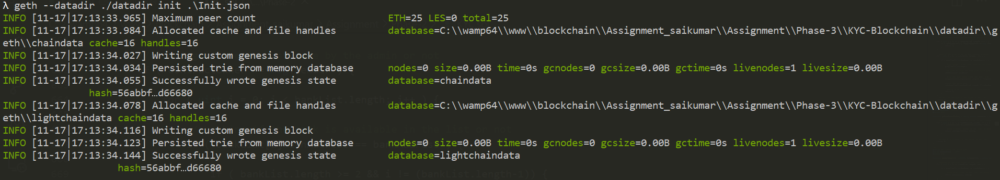 λ geth --datadir ./datadir init .\Init.json
INFO [11-17|17:13:33.965] Maximum peer count                       ETH=25 LES=0 total=25
INFO [11-17|17:13:33.984] Allocated cache and file handles         database=C:\\wamp64\\www\\blockchain\\Assignment_saikumar\\Assignment\\Phase-3\\KYC-Blockchain\\datadir\\g
eth\\chaindata cache=16 handles=16
INFO [11-17|17:13:34.027] Writing custom genesis block
INFO [11-17|17:13:34.034] Persisted trie from memory database      nodes=0 size=0.00B time=0s gcnodes=0 gcsize=0.00B gctime=0s livenodes=1 livesize=0.00B
INFO [11-17|17:13:34.055] Successfully wrote genesis state         database=chaindata
hash=56abbf…d66680
INFO [11-17|17:13:34.078] Allocated cache and file handles         database=C:\\wamp64\\www\\blockchain\\Assignment_saikumar\\Assignment\\Phase-3\\KYC-Blockchain\\datadir\\g
eth\\lightchaindata cache=16 handles=16
INFO [11-17|17:13:34.116] Writing custom genesis block
INFO [11-17|17:13:34.123] Persisted trie from memory database      nodes=0 size=0.00B time=0s gcnodes=0 gcsize=0.00B gctime=0s livenodes=1 livesize=0.00B
INFO [11-17|17:13:34.144] Successfully wrote genesis state         database=lightchaindata
hash=56abbf…d66680